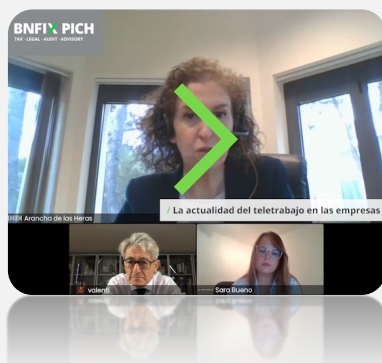 BNFIX PICH
TAX · LEGAL · AUDIT · ADVISORY
Arancha de las Heras
/ La actualidad del teletrabajo en las empresas
valenti
Sara Bueno